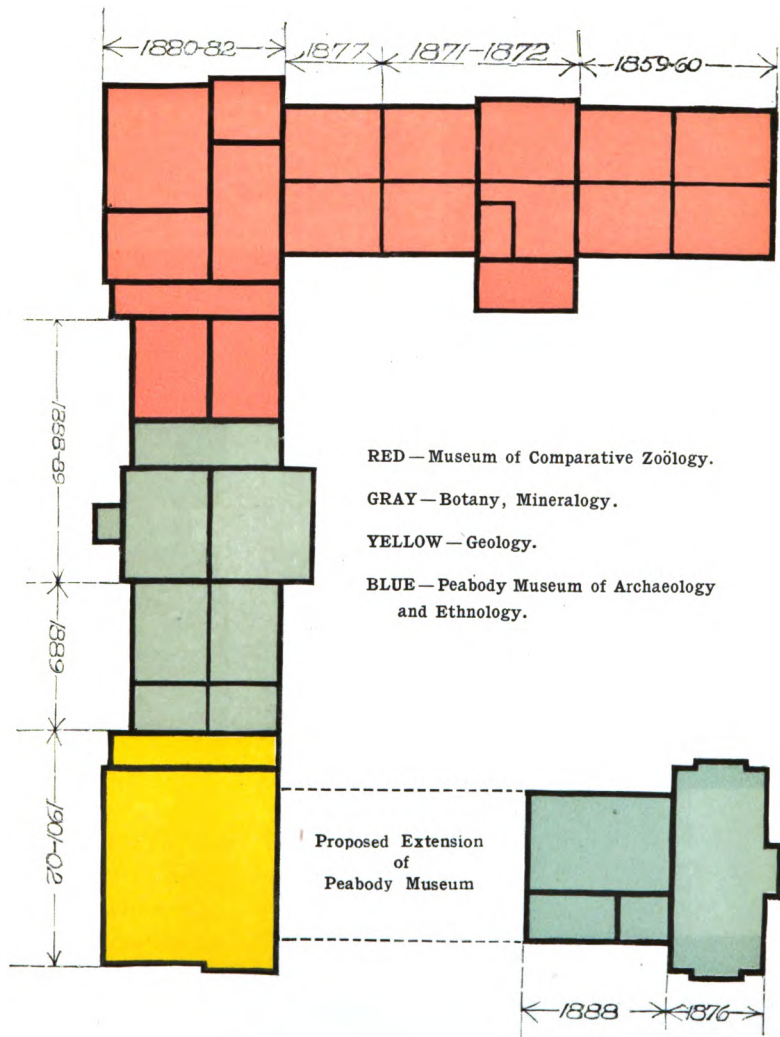 1880-82
1877
1871-1872
1859-60
1888-89
RED—Museum of Comparative Zoölogy.
GRAY—Botany, Mineralogy.
YELLOW—Geology.
BLUE—Peabody Museum of Archaeology
and Ethnology.
1889
1901-02
Proposed Extension
of
Peabody Museum
1888
1876